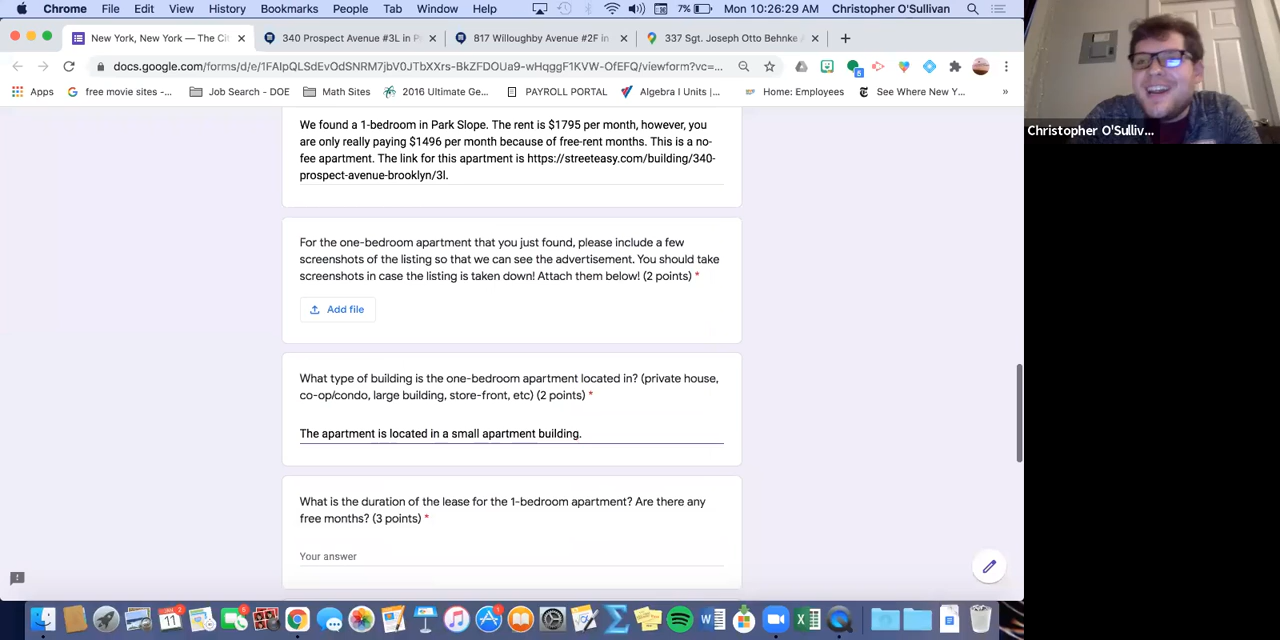 Chrome File Edit View History Bookmarks People Tab Window Help 7% Mon 10:26:29 AM Christopher O'Sullivan
New York, New York — The Cit
340 Prospect Avenue #3L in P
817 Willoughby Avenue #2F in
337 Sgt. Joseph Otto Behnke
docs.google.com/forms/d/e/
/viewform?vc=...
8
Apps free movie sites -... Job Search - DOE Math Sites 2016 Ultimate Ge... PAYROLL PORTAL Algebra I Units |... Home: Employees See Where New Y... »
We found a 1-bedroom in Park Slope. The rent is $1795 per month, however, you
are only really paying $1496 per month because of free-rent months. This is a no-
fee apartment. The link for this apartment is https://streeteasy.com/building/340-
prospect-avenue-brooklyn/3l.
For the one-bedroom apartment that you just found, please include a few
screenshots of the listing so that we can see the advertisement. You should take
screenshots in case the listing is taken down! Attach them below! (2 points) *
Add file
What type of building is the one-bedroom apartment located in? (private house,
co-op/condo, large building, store-front, etc) (2 points) *
The apartment is located in a small apartment building.
What is the duration of the lease for the 1-bedroom apartment? Are there any
free months? (3 points) *
Your answer
Christopher O'Sulliv...